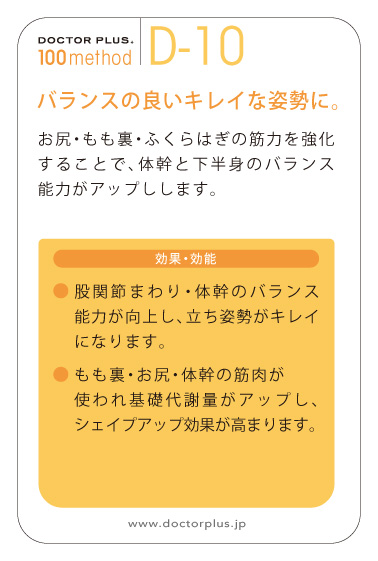 DOCTOR PLUS.
100method
D-10
バランスの良いキレイな姿勢に。
お尻・もも裏・ふくらはぎの筋力を強化
することで、体幹と下半身のバランス
能力がアップしします。
効果・効能
股関節まわり・体幹のバランス
能力が向上し、立ち姿勢がキレイ
になります。
もも裏・お尻・体幹の筋肉が
使われ基礎代謝量がアップし、
シェイプアップ効果が高まります。
www.doctorplus.jp